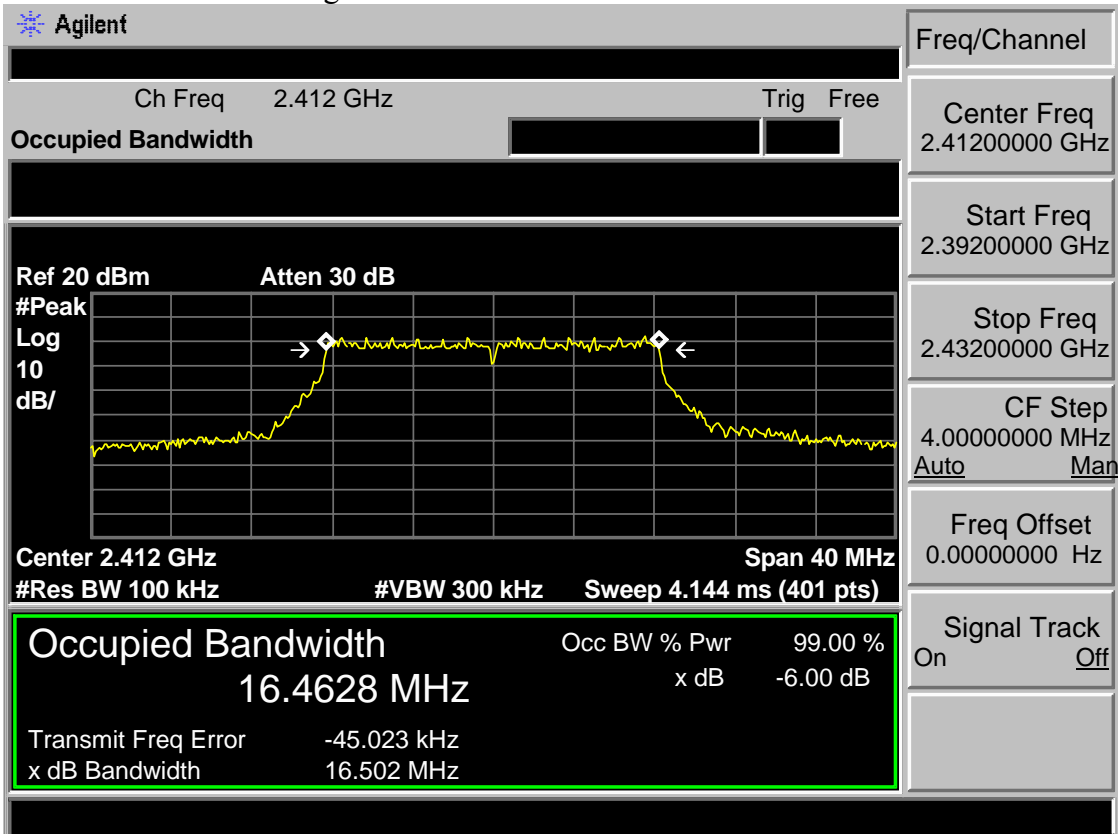 Agilent
Freq/Channel
Ch Freq 2.412 GHz Trig Free
Occupied Bandwidth
Center Freq
2.41200000 GHz
Start Freq
2.39200000 GHz
Stop Freq
2.43200000 GHz
CF Step
4.00000000 MHz
Auto Man
Freq Offset
0.00000000 Hz
Signal Track
On Off
Ref 20 dBm Atten 30 dB
#Peak
Log
10
dB/
Center 2.412 GHz Span 40 MHz
#Res BW 100 kHz #VBW 300 kHz Sweep 4.144 ms (401 pts)
Occupied Bandwidth Occ BW % Pwr 99.00 %
16.4628 MHz x dB -6.00 dB
Transmit Freq Error -45.023 kHz
x dB Bandwidth 16.502 MHz